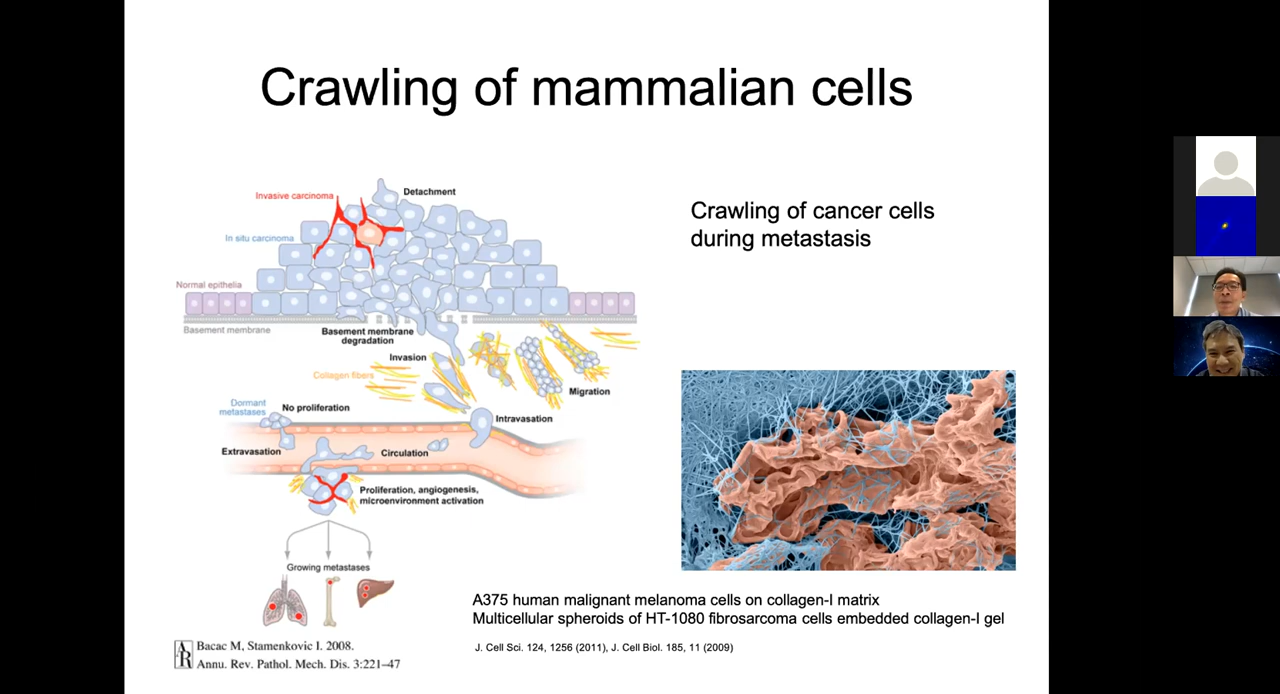 Crawling of mammalian cells
Invasive carcinoma
Detachment
In situ carcinoma
Normal epithelia
Basement membrane
Basement membrane
degradation
Invasion
Collagen fibers
Migration
Dormant
metastases
No proliferation
Intravasation
Extravasation
Circulation
Proliferation, angiogenesis,
microenvironment activation
Growing metastases
AR
Bacac M, Stamenkovic I. 2008.
Annu. Rev. Pathol. Mech. Dis. 3:221–47
Crawling of cancer cells
during metastasis
A375 human malignant melanoma cells on collagen-I matrix
Multicellular spheroids of HT-1080 fibrosarcoma cells embedded collagen-I gel
J. Cell Sci. 124, 1256 (2011), J. Cell Biol. 185, 11 (2009)